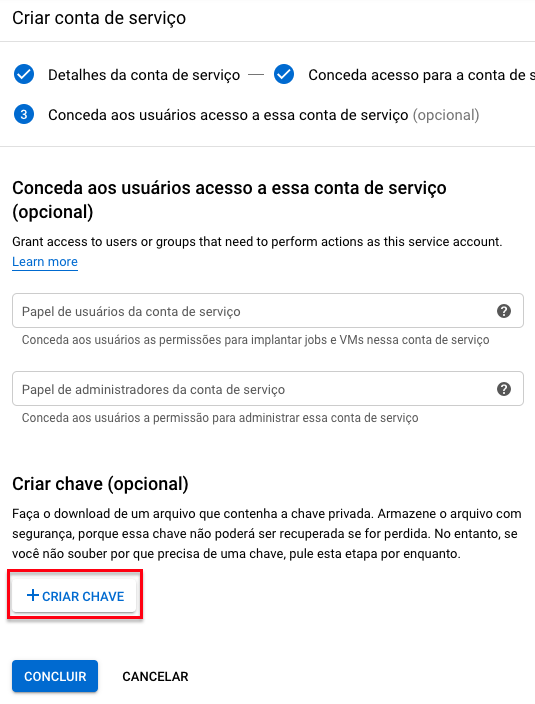 Criar conta de serviço
Detalhes da conta de serviço — Conceda acesso para a conta de s
3 Conceda aos usuários acesso a essa conta de serviço (opcional)
Conceda aos usuários acesso a essa conta de serviço
(opcional)
Grant access to users or groups that need to perform actions as this service account.
Learn more
Papel de usuários da conta de serviço ?
Conceda aos usuários as permissões para implantar jobs e VMs nessa conta de serviço
Papel de administradores da conta de serviço ?
Conceda aos usuários a permissão para administrar essa conta de serviço
Criar chave (opcional)
Faça o download de um arquivo que contenha a chave privada. Armazene o arquivo com
segurança, porque essa chave não poderá ser recuperada se for perdida. No entanto, se
você não souber por que precisa de uma chave, pule esta etapa por enquanto.
+ CRIAR CHAVE
CONCLUIR CANCELAR